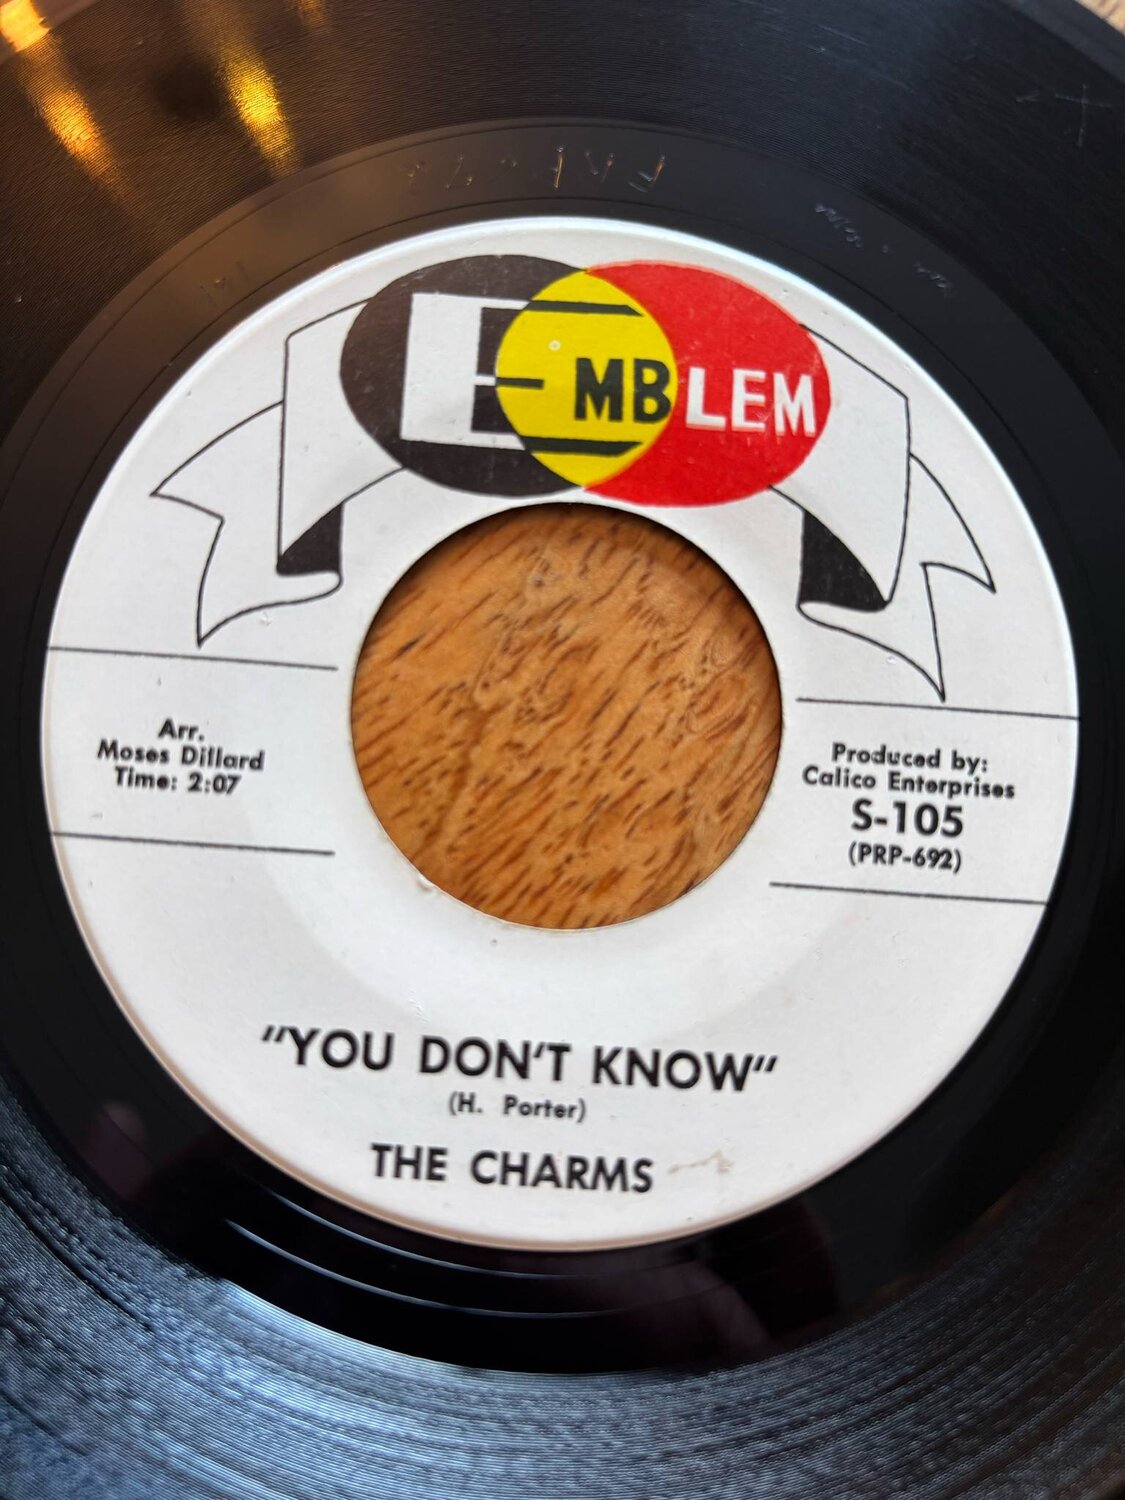 EMBLEM
Arr.
Moses Dillard
Time: 2:07
Produced by:
Calico Enterprises
S-105
(PRP-692)
"YOU DON'T KNOW"
(H. Porter)
THE CHARMS